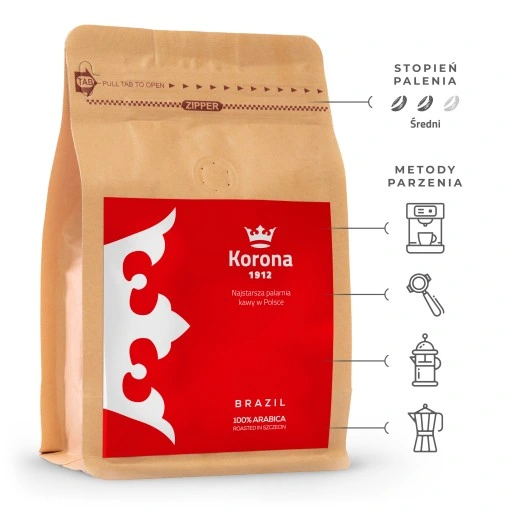 STOPIEŃ
PALENIA
Średni
METODY
PARZENIA
TAB
PULL TAB TO OPEN
ZIPPER
Korona
1912
Najstarsza palarnia
kawy w Polsce
BRAZIL
100% ARABICA
ROASTED IN SZCZECIN